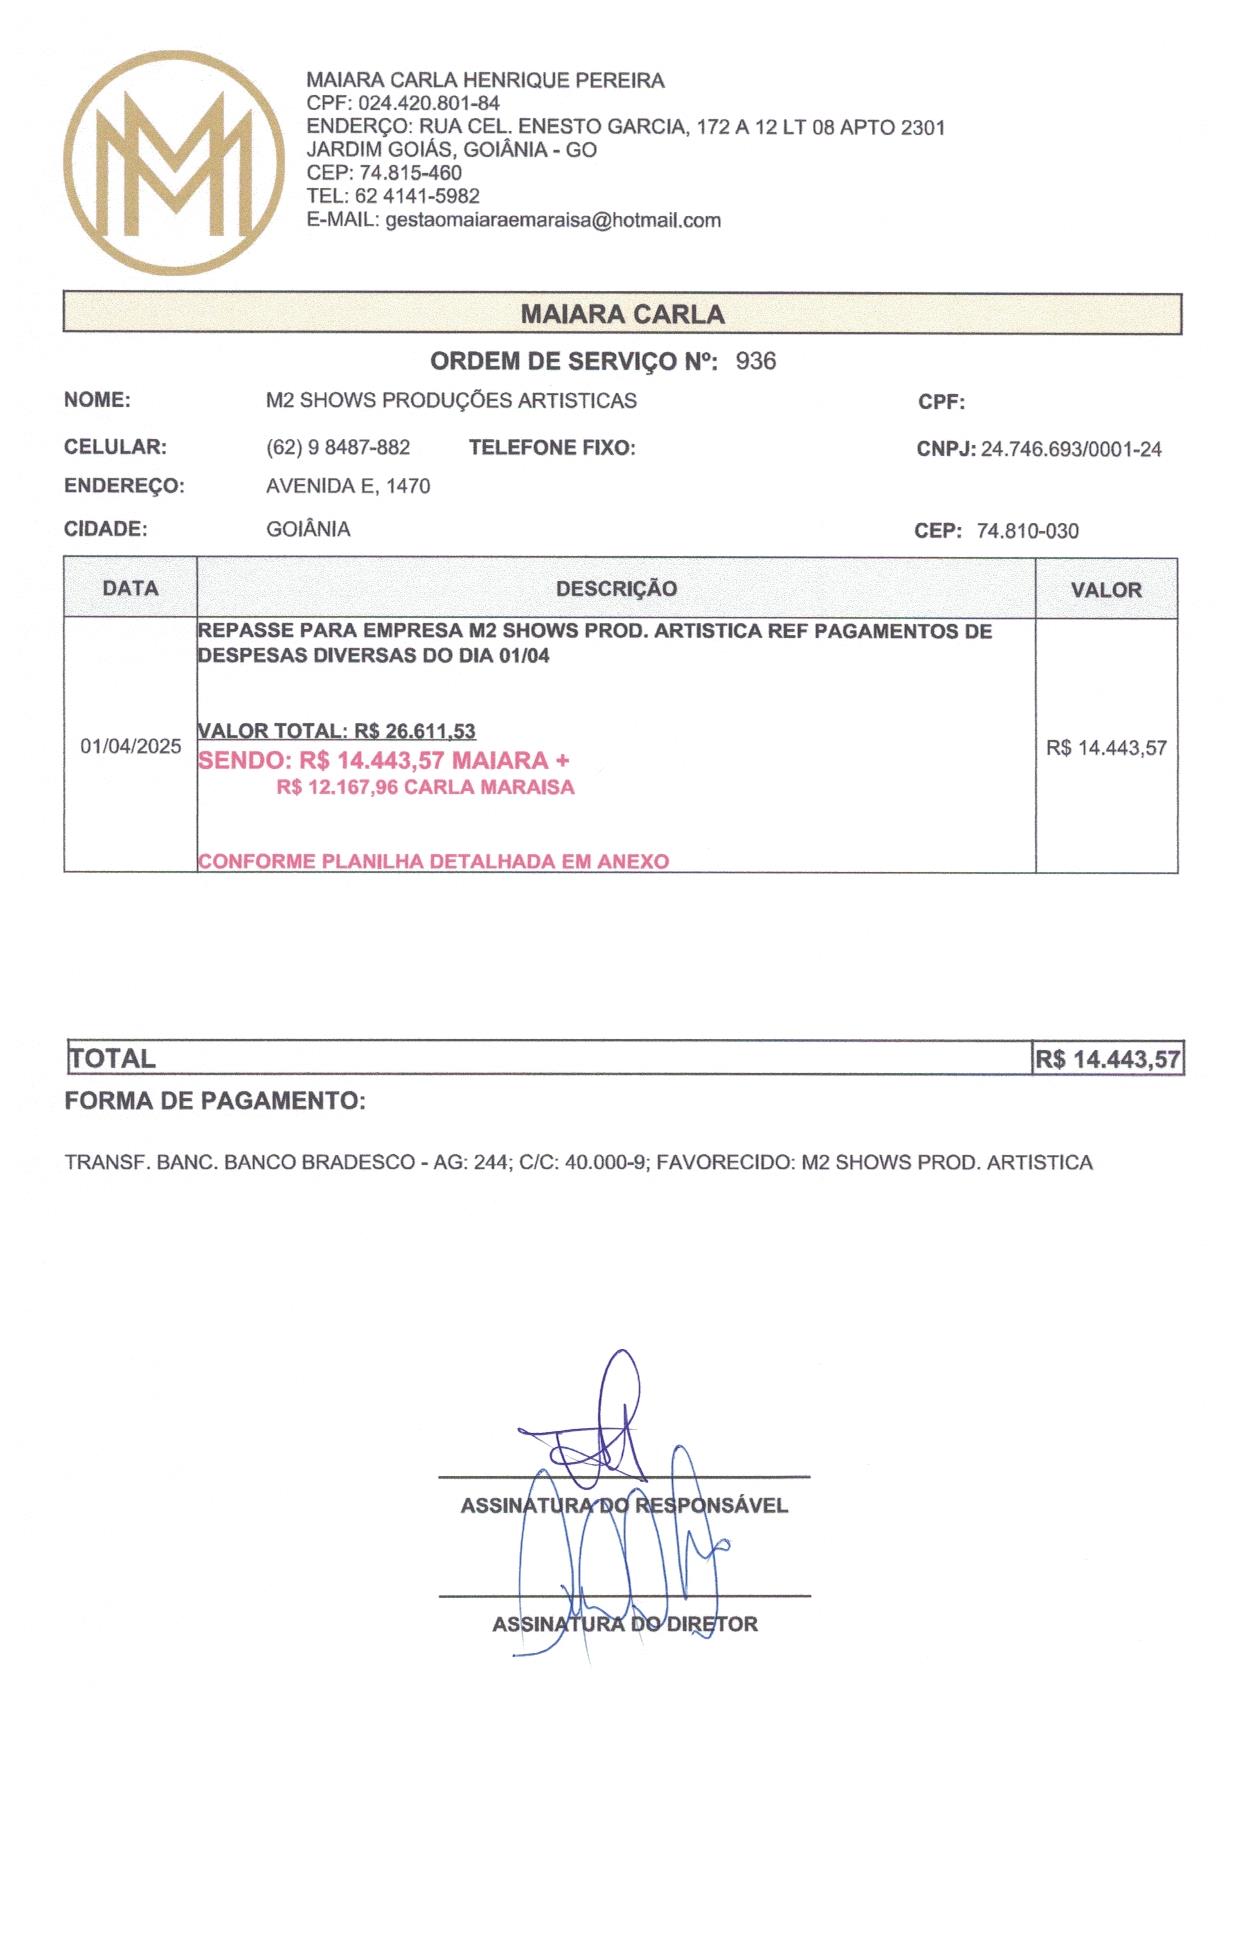 MAIARA CARLA HENRIQUE PEREIRA
CPF: 024.420.801-84
ENDERÇO: RUA CEL. ENESTO GARCIA, 172 A 12 LT 08 APTO 2301
JARDIM GOIÁS, GOIÂNIA - GO
CEP: 74.815-460
TEL: 62 4141-5982
E-MAIL: gestaomaiaraemaraisa@hotmail.com
MAIARA CARLA
ORDEM DE SERVIÇO Nº: 936
NOME: M2 SHOWS PRODUÇÕES ARTISTICAS CPF:
CELULAR: (62) 9 8487-882 TELEFONE FIXO: CNPJ: 24.746.693/0001-24
ENDEREÇO: AVENIDA E, 1470
CIDADE: GOIÂNIA CEP: 74.810-030
DATA DESCRIÇÃO VALOR
REPASSE PARA EMPRESA M2 SHOWS PROD. ARTISTICA REF PAGAMENTOS DE
DESPESAS DIVERSAS DO DIA 01/04
VALOR TOTAL: R$ 26.611,53
01/04/2025 SENDO: R$ 14.443,57 MAIARA + R$ 14.443,57
R$ 12.167,96 CARLA MARAISA
CONFORME PLANILHA DETALHADA EM ANEXO
TOTAL R$ 14.443,57
FORMA DE PAGAMENTO:
TRANSF. BANC. BANCO BRADESCO - AG: 244; C/C: 40.000-9; FAVORECIDO: M2 SHOWS PROD. ARTISTICA
ASSINATURA DO RESPONSÁVEL
ASSINATURA DO DIRETOR